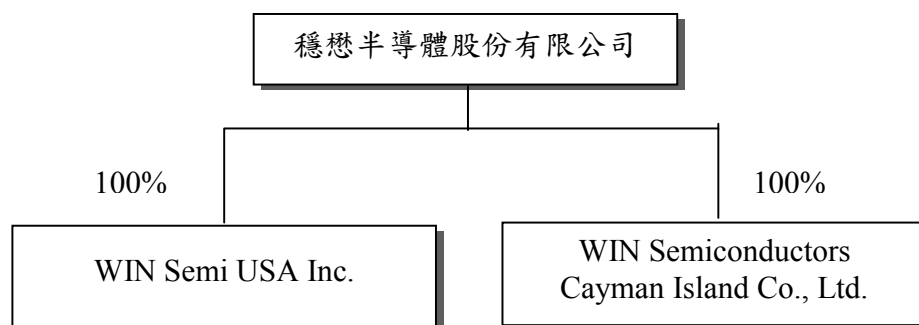 穩懋半導體股份有限公司
100%
100%
WIN Semi USA Inc.
WIN Semiconductors
Cayman Island Co., Ltd.